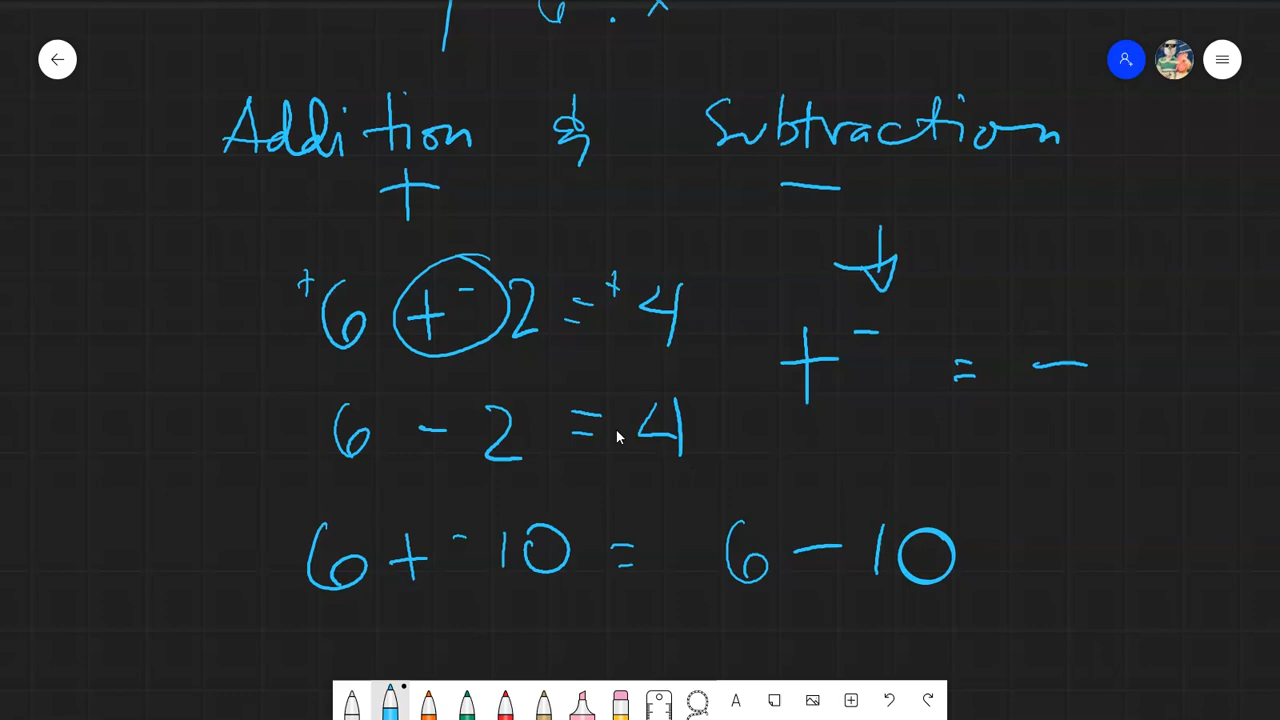 Addition & Subtraction
+ −
⁺6 + ⁻2 = ⁺4
+ ⁻ = −
6 − 2 = 4
6 + ⁻10 = 6 − 10
A